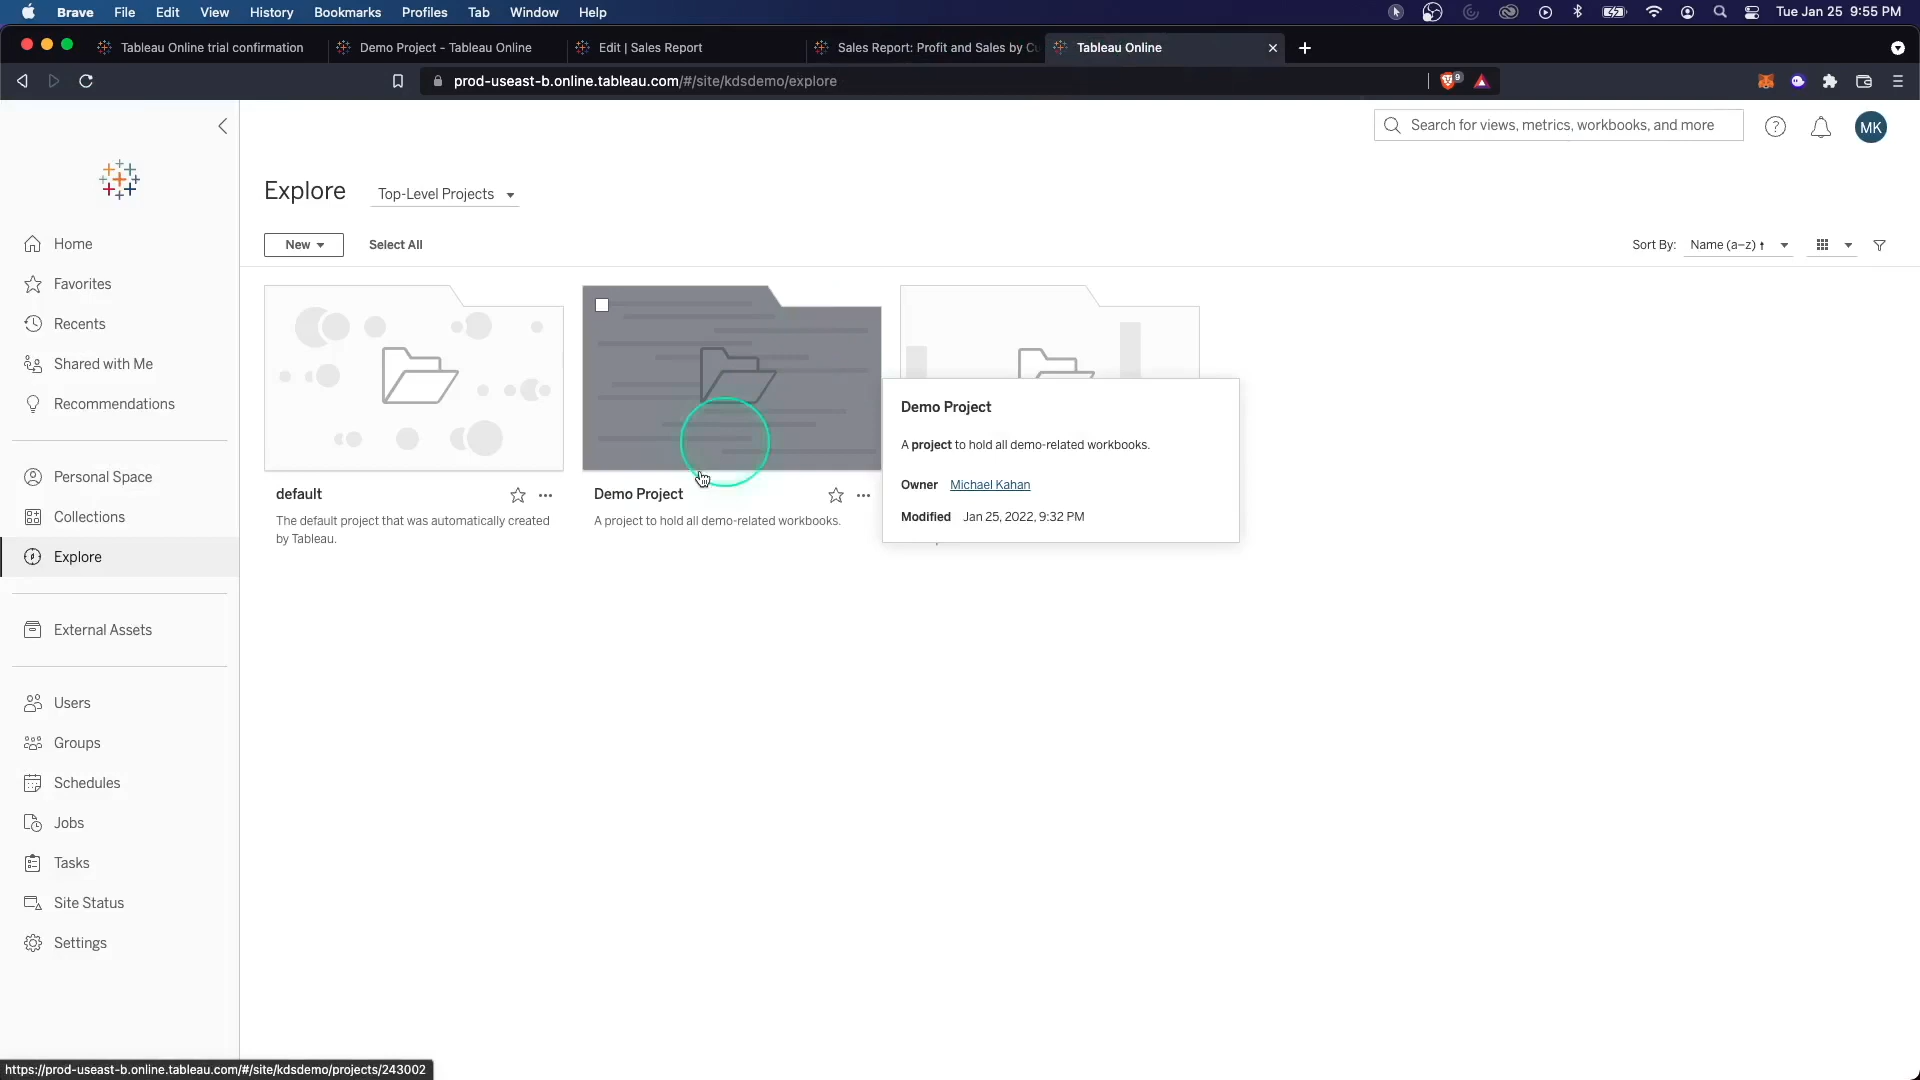 Brave File Edit View History Bookmarks Profiles Tab Window Help Tue Jan 25 9:55 PM
Tableau Online trial confirmation
Demo Project - Tableau Online
Edit | Sales Report
Sales Report: Profit and Sales by Cu
Tableau Online
prod-useast-b.online.tableau.com/#/site/kdsdemo/explore
9
Search for views, metrics, workbooks, and more
MK
Explore
Top-Level Projects
New
Select All
Sort By: Name (a–z)
Home
Favorites
Recents
Shared with Me
Recommendations
Personal Space
Collections
Explore
External Assets
Users
Groups
Schedules
Jobs
Tasks
Site Status
Settings
default
The default project that was automatically created
by Tableau.
Demo Project
A project to hold all demo-related workbooks.
Demo Project
A project to hold all demo-related workbooks.
Owner Michael Kahan
Modified Jan 25, 2022, 9:32 PM
https://prod-useast-b.online.tableau.com/#/site/kdsdemo/projects/243002